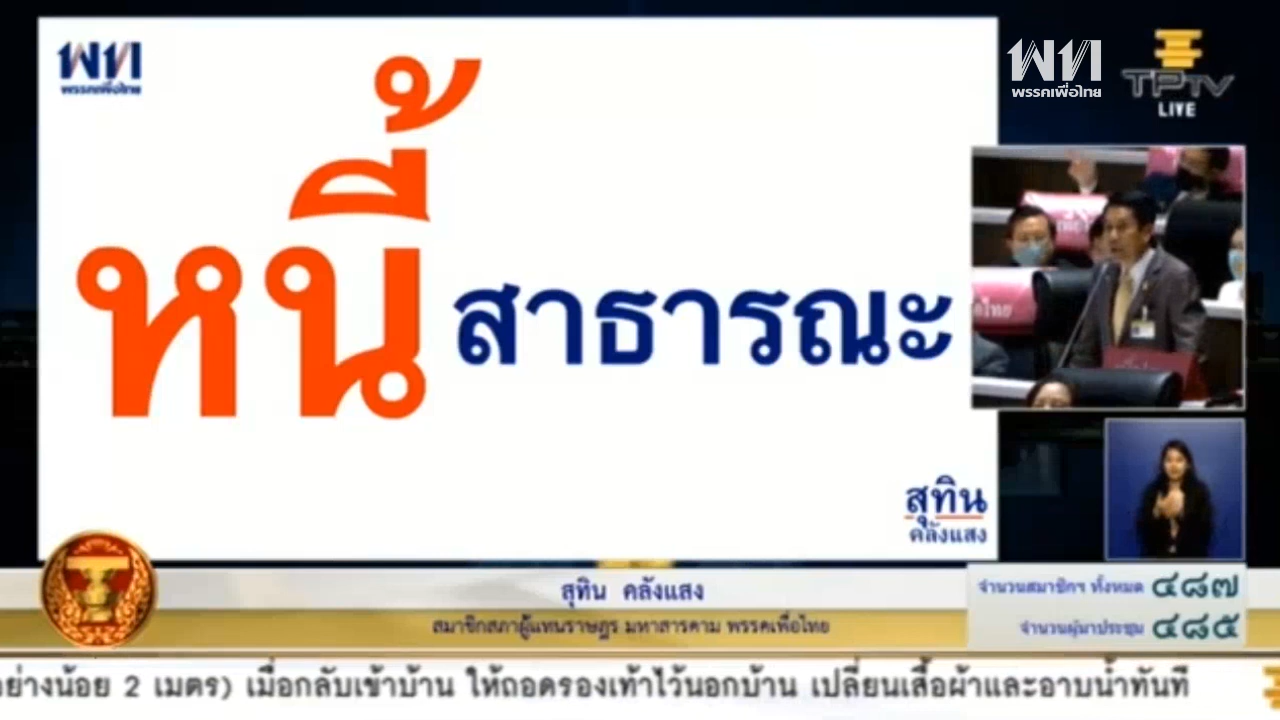 พท
พรรคเพื่อไทย
พท
พรรคเพื่อไทย
TPTV
LIVE
หนี้ สาธารณะ
ไทย
สุทิน
คลังแสง
สุทิน คลังแสง
สมาชิกสภาผู้แทนราษฎร มหาสารคาม พรรคเพื่อไทย
จำนวนสมาชิกฯ ทั้งหมด ๔๘๗
จำนวนผู้มาประชุม ๔๘๕
อย่างน้อย 2 เมตร) เมื่อกลับเข้าบ้าน ให้ถอดรองเท้าไว้นอกบ้าน เปลี่ยนเสื้อผ้าและอาบน้ำทันที